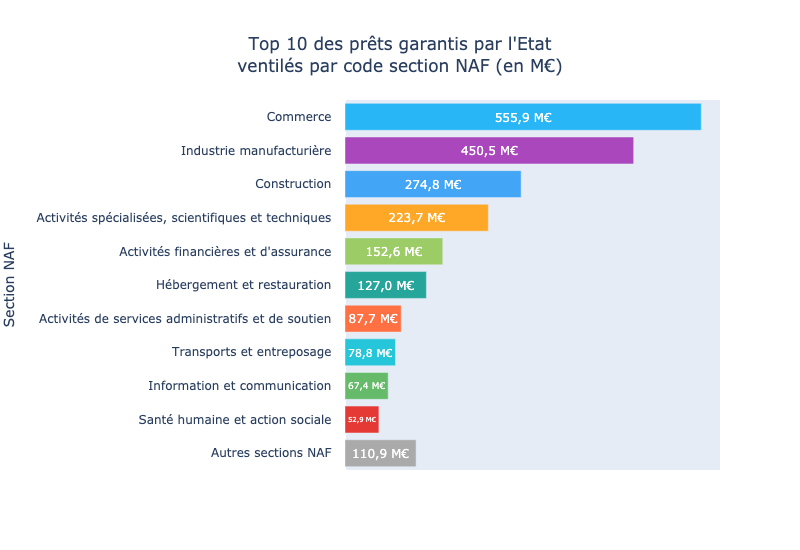 Top 10 des prêts garantis par l'Etat
ventilés par code section NAF (en M€)
Section NAF
Commerce 555,9 M€
Industrie manufacturière 450,5 M€
Construction 274,8 M€
Activités spécialisées, scientifiques et techniques 223,7 M€
Activités financières et d'assurance 152,6 M€
Hébergement et restauration 127,0 M€
Activités de services administratifs et de soutien 87,7 M€
Transports et entreposage 78,8 M€
Information et communication 67,4 M€
Santé humaine et action sociale 52,9 M€
Autres sections NAF 110,9 M€